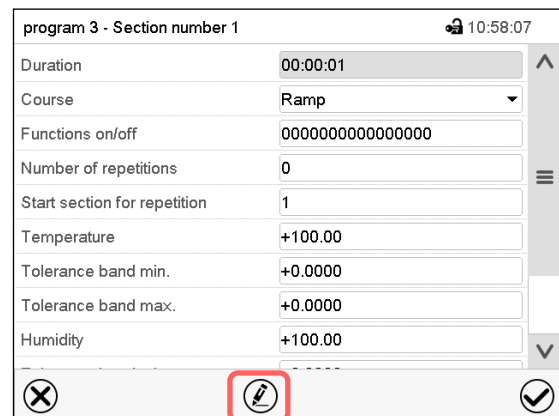 program 3 - Section number 1 10:58:07
Duration 00:00:01
Course Ramp
Functions on/off 0000000000000000
Number of repetitions 0
Start section for repetition 1
Temperature +100.00
Tolerance band min. +0.0000
Tolerance band max. +0.0000
Humidity +100.00